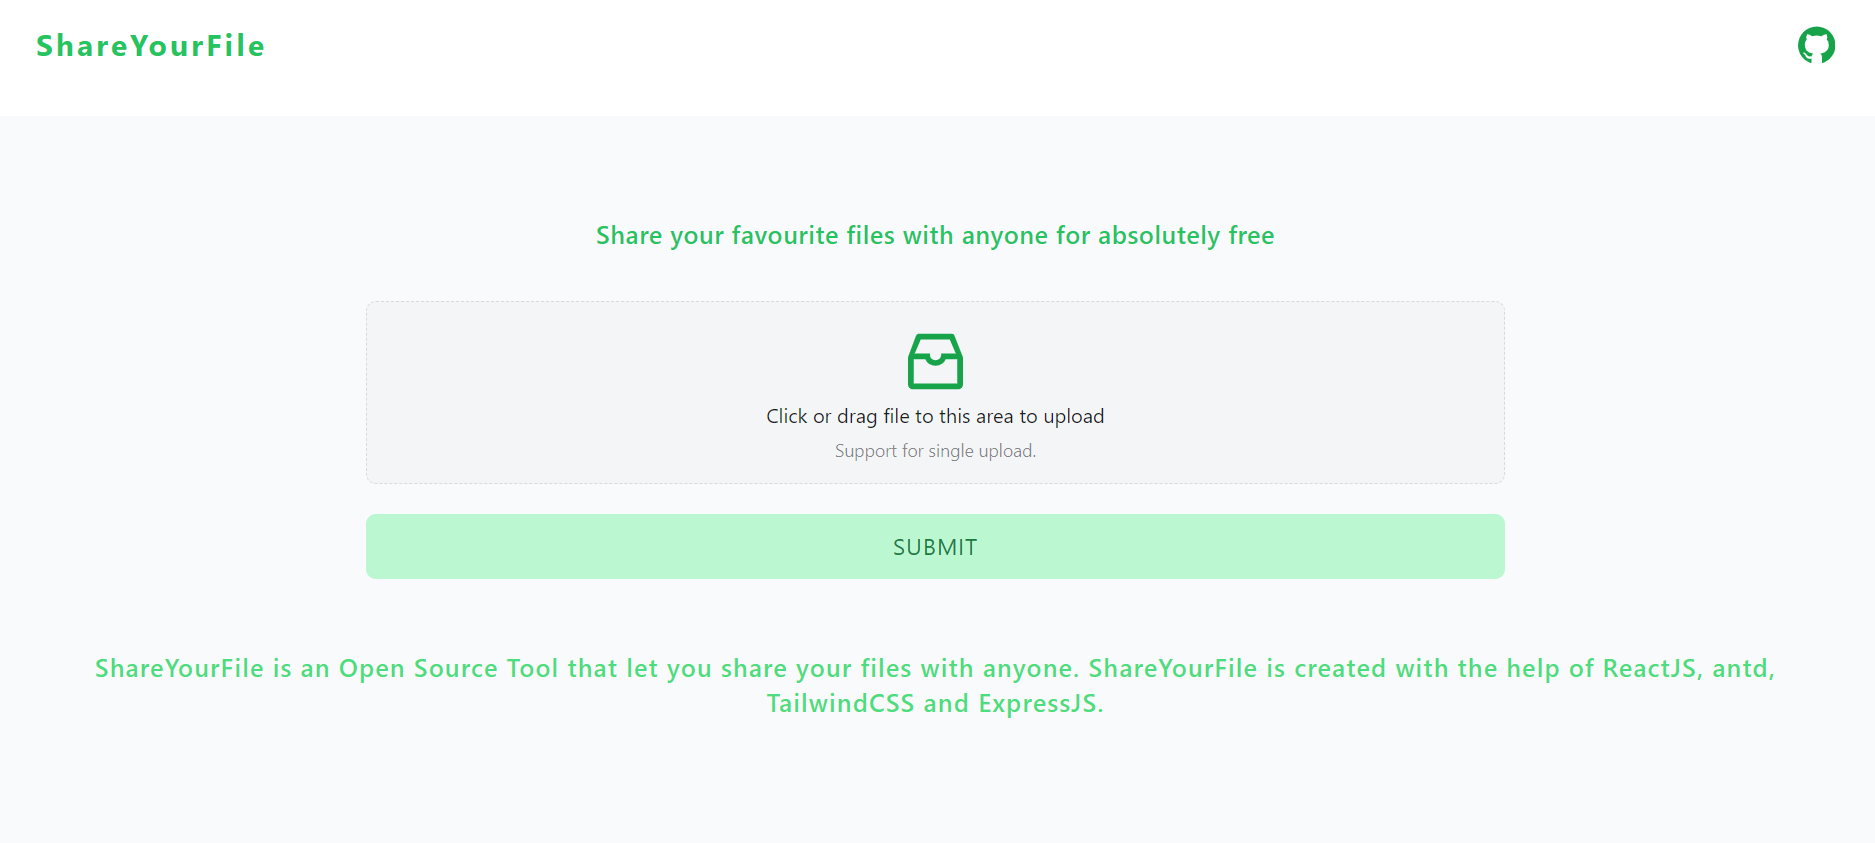 ShareYourFile
Share your favourite files with anyone for absolutely free
Click or drag file to this area to upload
Support for single upload.
SUBMIT
ShareYourFile is an Open Source Tool that let you share your files with anyone. ShareYourFile is created with the help of ReactJS, antd,
TailwindCSS and ExpressJS.